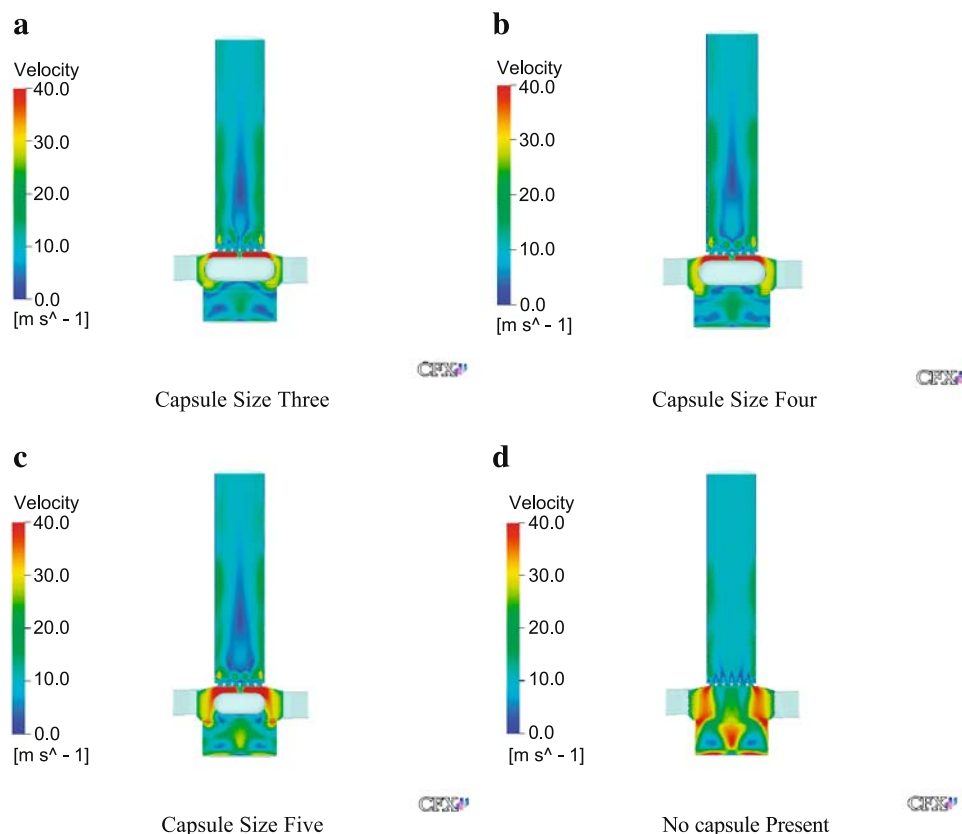 a
Velocity
40.0
30.0
20.0
10.0
0.0
[m s^ - 1]
CFX
Capsule Size Three
b
Velocity
40.0
30.0
20.0
10.0
0.0
[m s^ - 1]
CFX
Capsule Size Four
c
Velocity
40.0
30.0
20.0
10.0
0.0
[m s^ - 1]
CFX
Capsule Size Five
d
Velocity
40.0
30.0
20.0
10.0
0.0
[m s^ - 1]
CFX
No capsule Present